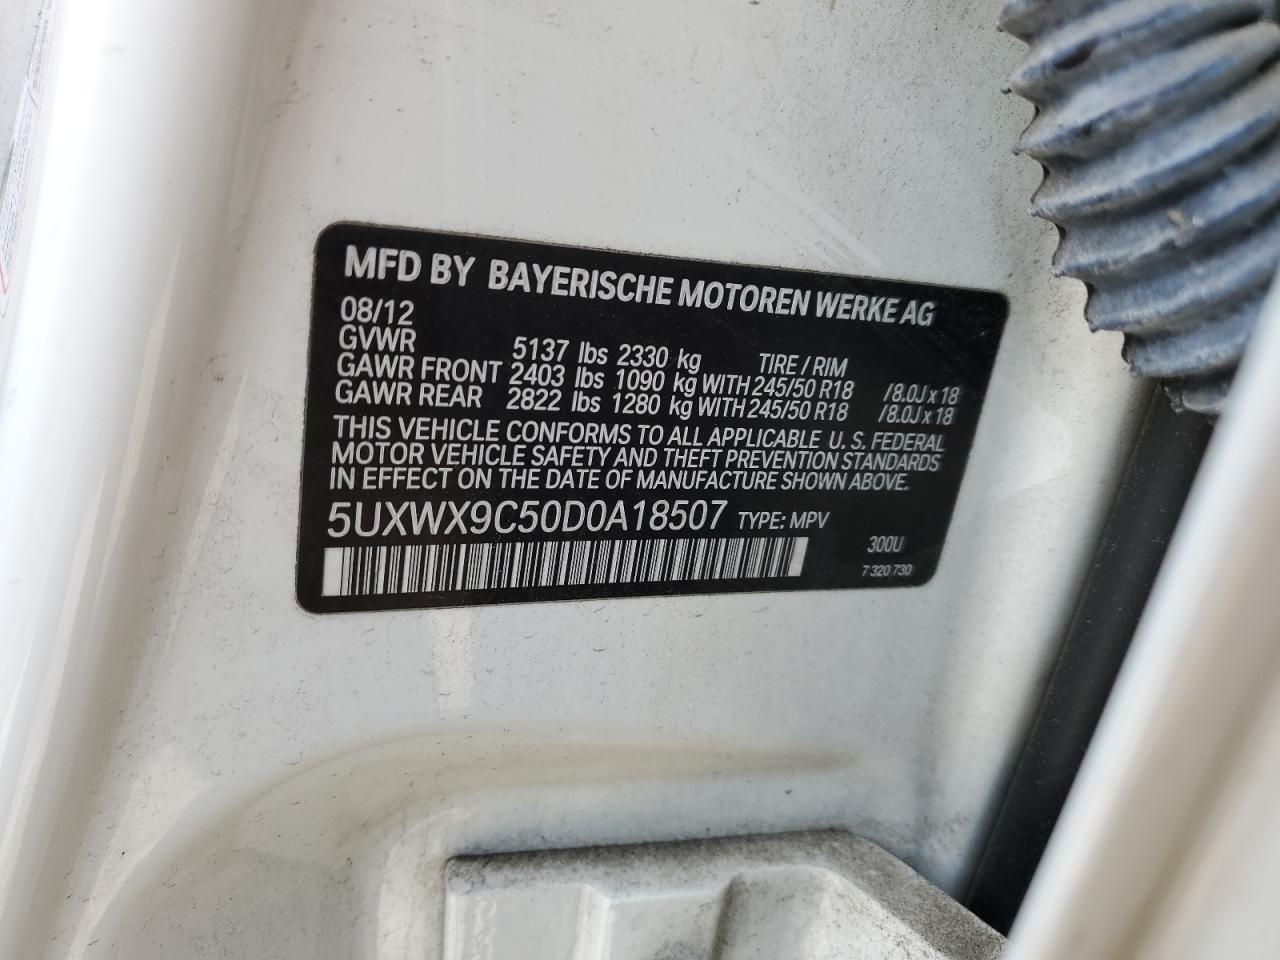 MFD BY BAYERISCHE MOTOREN WERKE AG
08/12
GVWR 5137 lbs 2330 kg TIRE / RIM
GAWR FRONT 2403 lbs 1090 kg WITH 245/50 R18 /8.0J x 18
GAWR REAR 2822 lbs 1280 kg WITH 245/50 R18 /8.0J x 18
THIS VEHICLE CONFORMS TO ALL APPLICABLE U. S. FEDERAL
MOTOR VEHICLE SAFETY AND THEFT PREVENTION STANDARDS
IN EFFECT ON THE DATE OF MANUFACTURE SHOWN ABOVE.
5UXWX9C50D0A18507 TYPE: MPV
300U
7 320 730